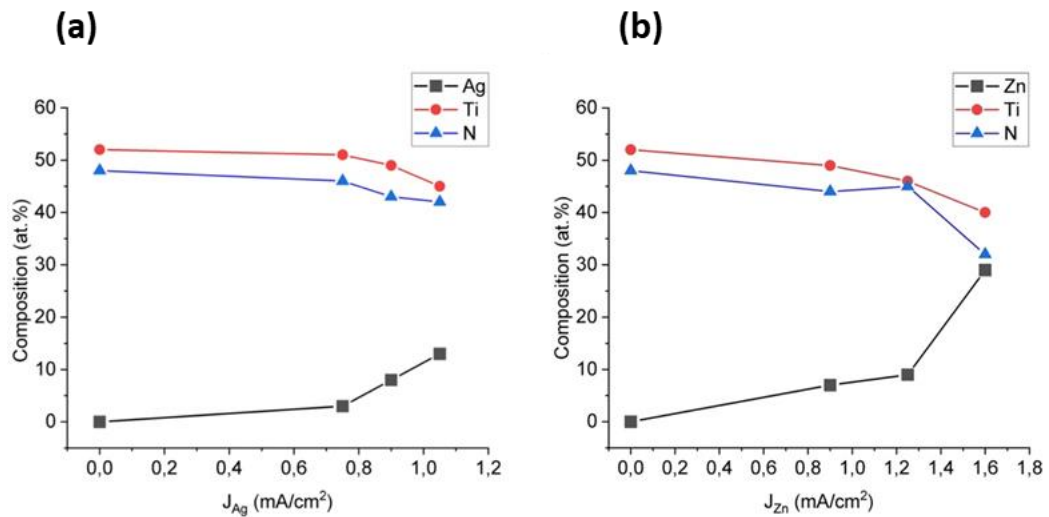 (a)
Ag
Ti
N
60
50
40
30
20
10
0
Composition (at.%)
0,0 0,2 0,4 0,6 0,8 1,0 1,2
J_Ag (mA/cm²)
(b)
Zn
Ti
N
60
50
40
30
20
10
0
Composition (at.%)
0,0 0,2 0,4 0,6 0,8 1,0 1,2 1,4 1,6 1,8
J_Zn (mA/cm²)